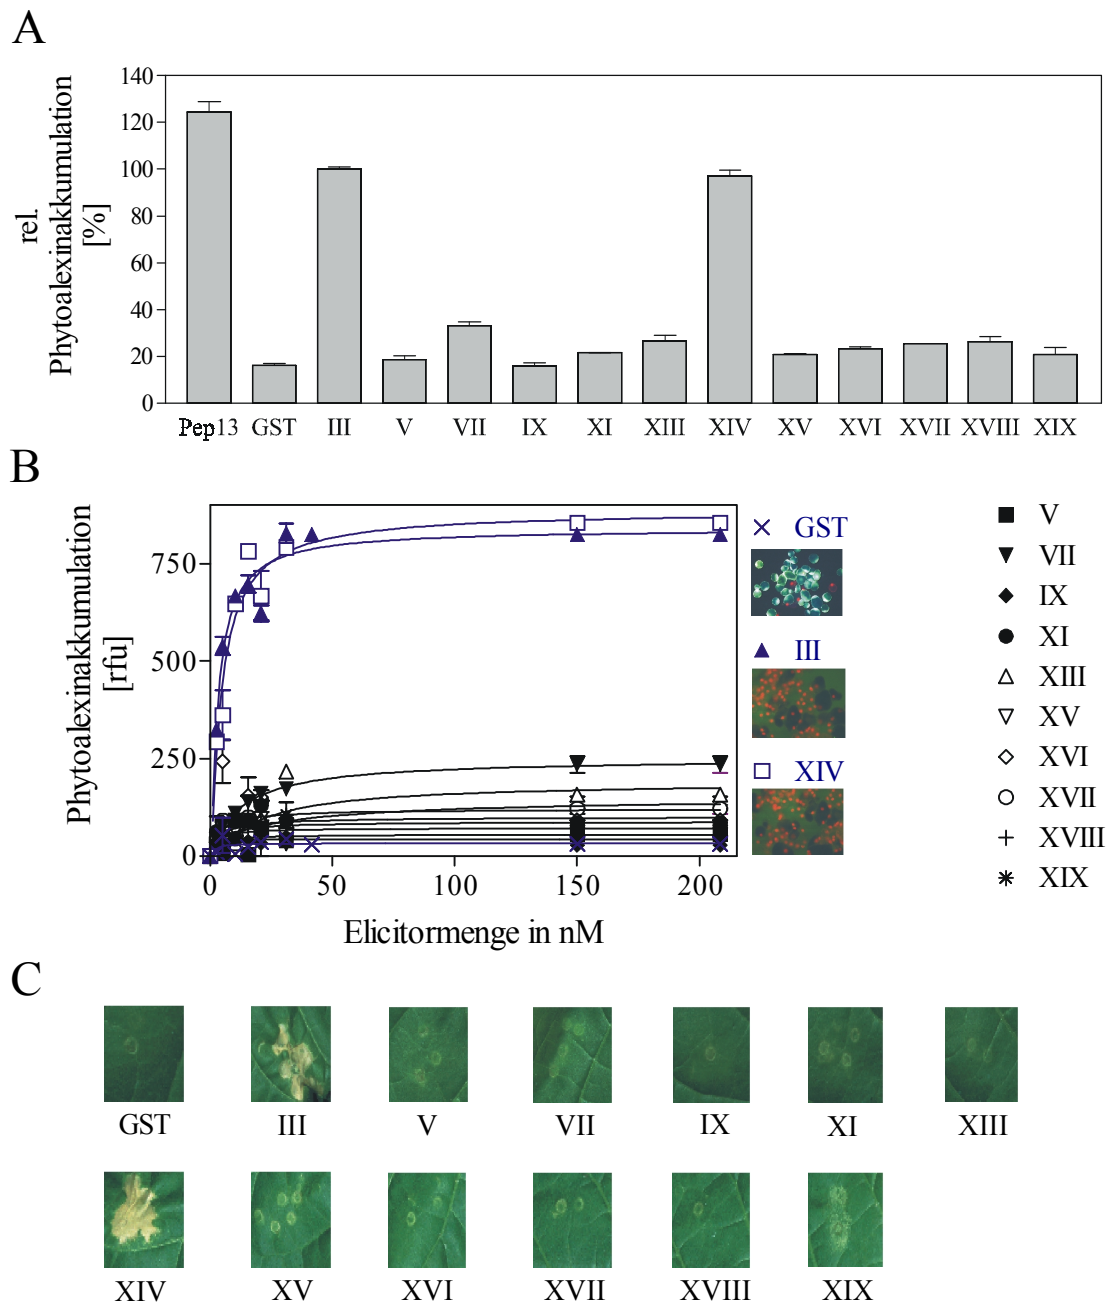 A
rel.
Phytoalexinakkumulation
[%]
140
120
100
80
60
40
20
0
Pep13 GST III V VII IX XI XIII XIV XV XVI XVII XVIII XIX
B
Phytoalexinakkumulation
[rfu]
750
500
250
0
0 50 100 150 200
Elicitormenge in nM
GST
III
XIV
V
VII
IX
XI
XIII
XV
XVI
XVII
XVIII
XIX
C
GST III V VII IX XI XIII
XIV XV XVI XVII XVIII XIX